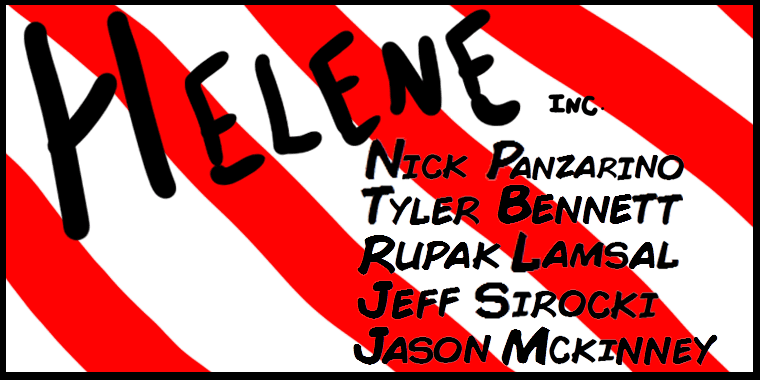 HELENE
INC.
NICK PANZARINO
TYLER BENNETT
RUPAK LAMSAL
JEFF SIROCKI
JASON MCKINNEY